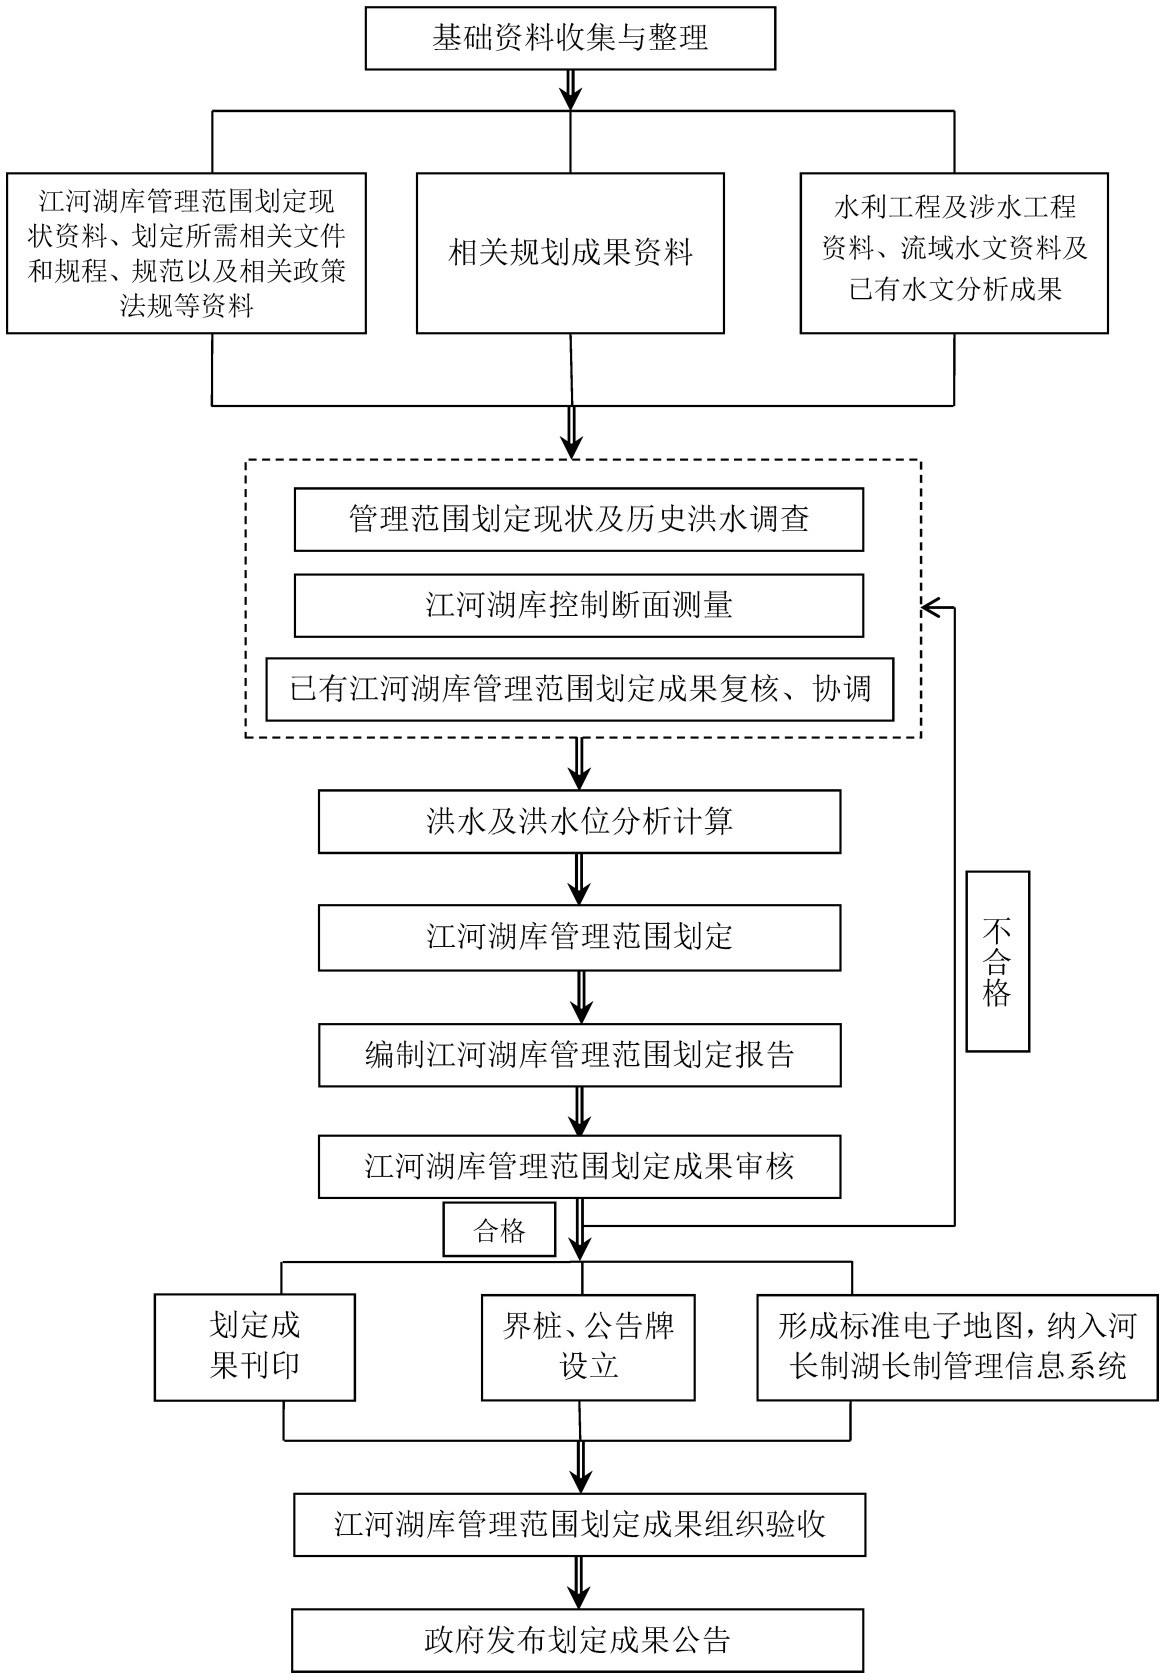 基础资料收集与整理
江河湖库管理范围划定现
状资料、划定所需相关文件
和规程、规范以及相关政策
法规等资料
相关规划成果资料
水利工程及涉水工程
资料、流域水文资料及
已有水文分析成果
管理范围划定现状及历史洪水调查
江河湖库控制断面测量
已有江河湖库管理范围划定成果复核、协调
洪水及洪水位分析计算
江河湖库管理范围划定
不合格
编制江河湖库管理范围划定报告
江河湖库管理范围划定成果审核
合格
划定成
果刊印
界桩、公告牌
设立
形成标准电子地图,纳入河
长制湖长制管理信息系统
江河湖库管理范围划定成果组织验收
政府发布划定成果公告